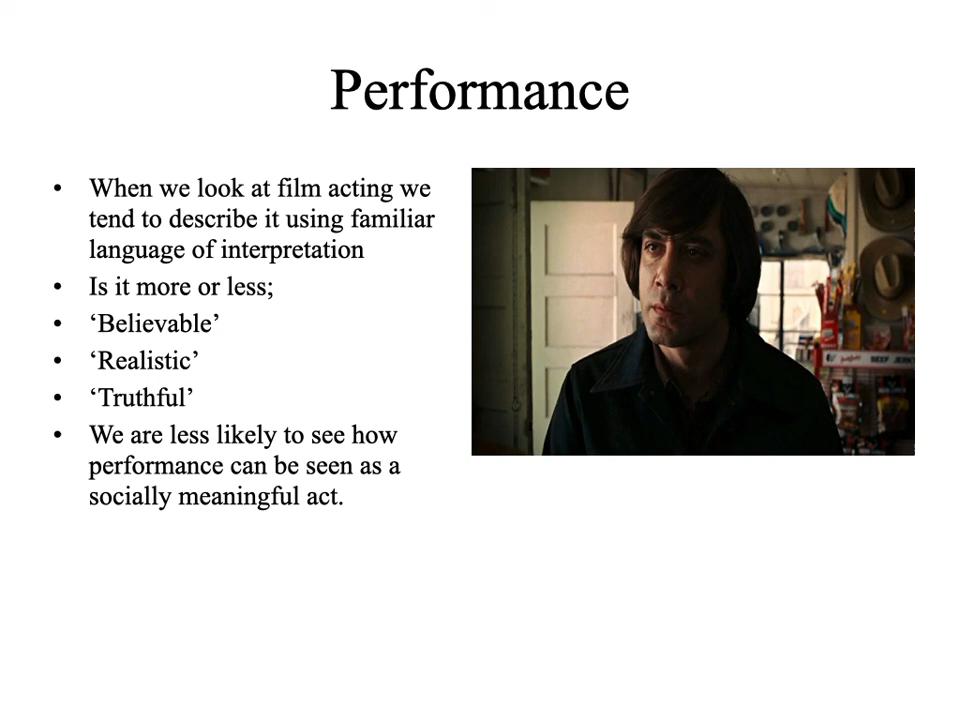 Performance
• When we look at film acting we
tend to describe it using familiar
language of interpretation
• Is it more or less;
• ‘Believable’
• ‘Realistic’
• ‘Truthful’
• We are less likely to see how
performance can be seen as a
socially meaningful act.
BEEF JERKY